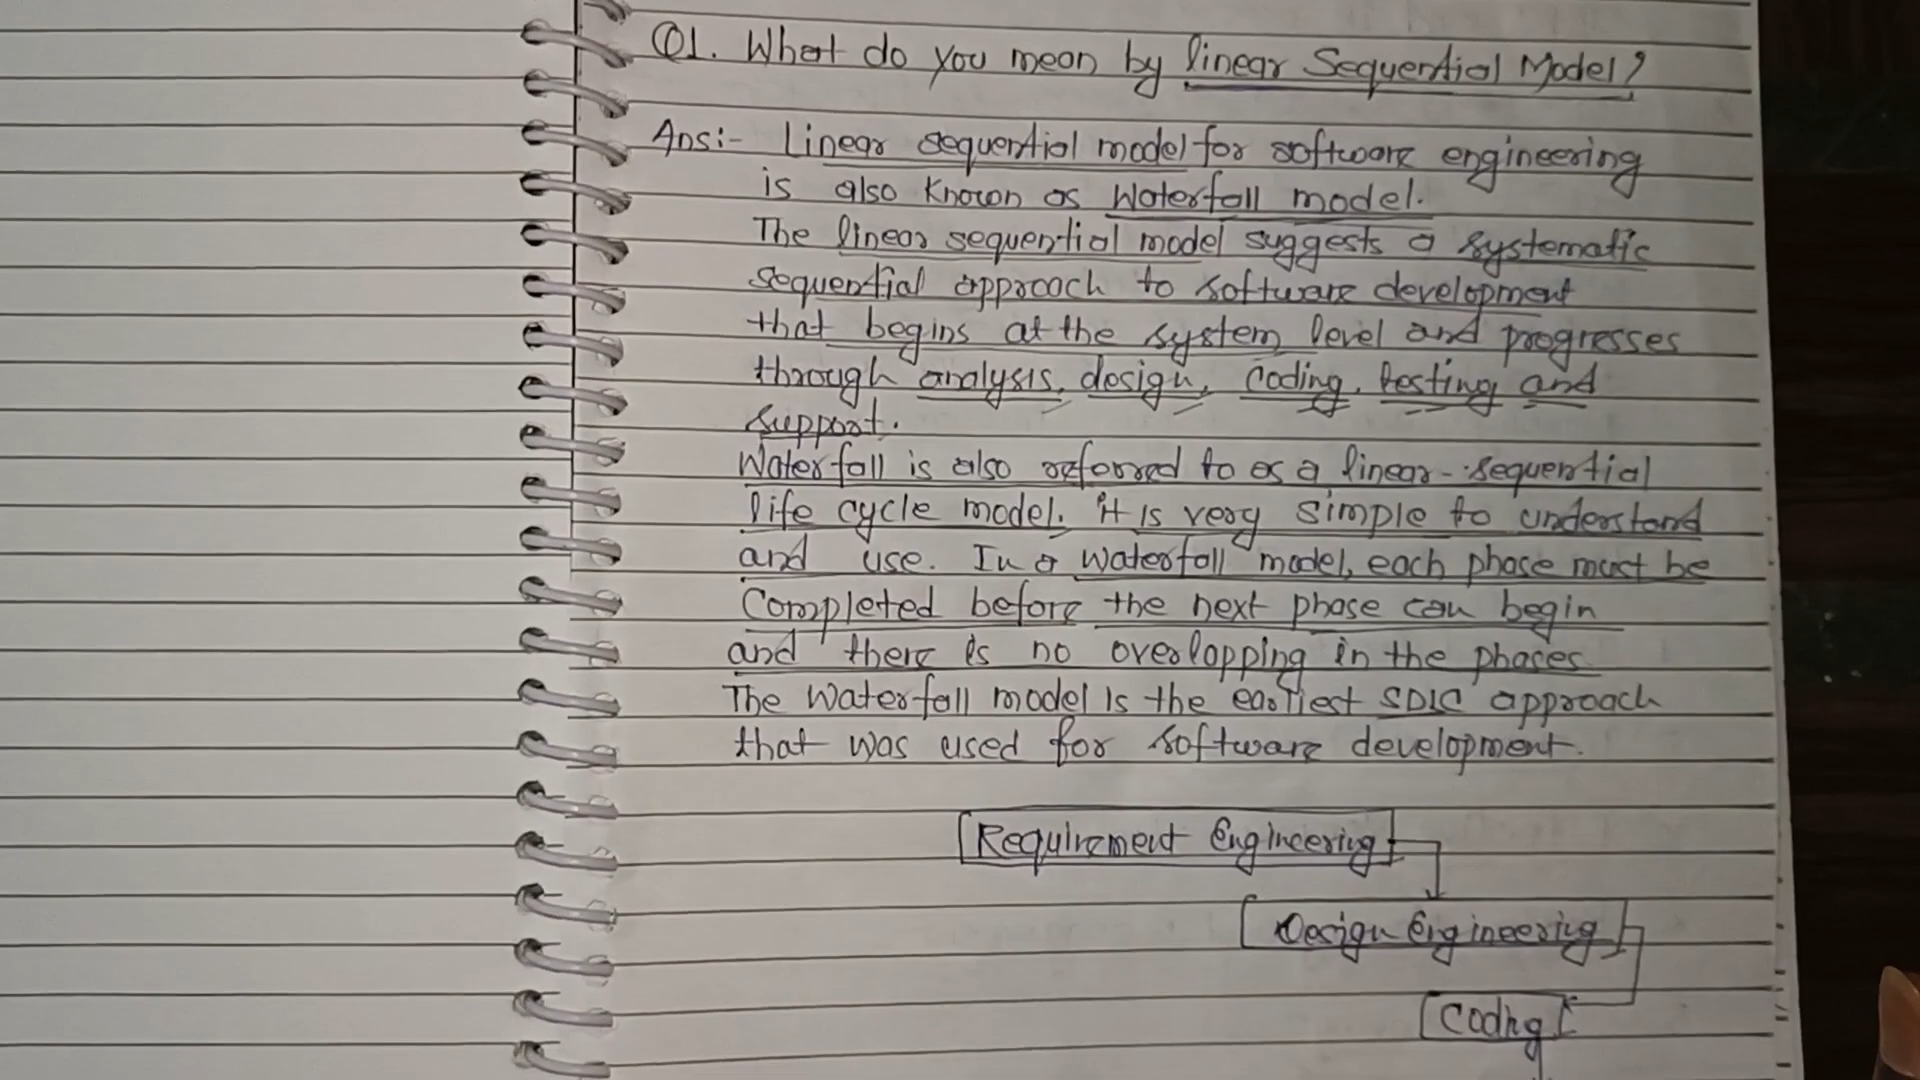 Q1. What do you mean by linear Sequential Model?
Ans:- Linear sequential model for software engineering
is also known as Waterfall model.
The linear sequential model suggests a systematic
sequential approach to software development
that begins at the system level and progresses
through analysis, design, coding, testing and
support.
Waterfall is also referred to as a linear-sequential
life cycle model. it is very simple to understand
and use. In a waterfall model, each phase must be
Completed before the next phase can begin
and there is no overlapping in the phases
The Waterfall model is the earliest SDLC approach
that was used for software development.
Requirement Engineering
Design Engineering
Coding